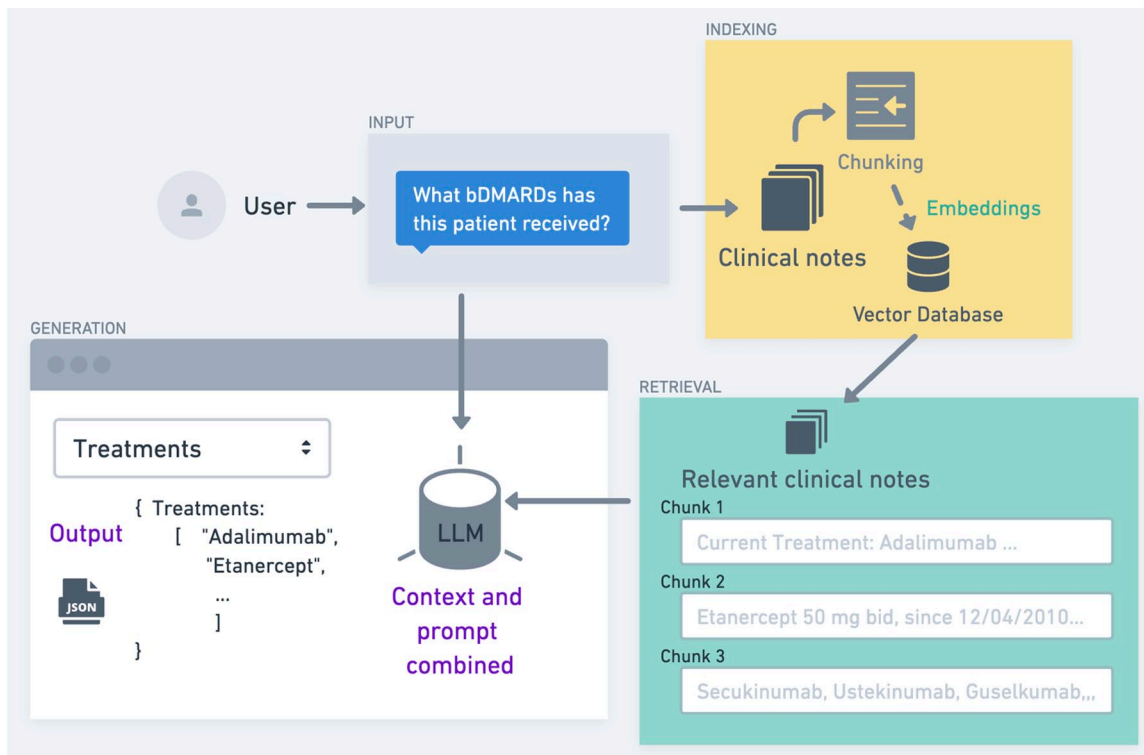 INDEXING
Chunking
Embeddings
Clinical notes
Vector Database
INPUT
What bDMARDs has
this patient received?
User
GENERATION
Treatments
Output
{ Treatments:
[ "Adalimumab",
"Etanercept",
...
]
}
JSON
LLM
Context and
prompt
combined
RETRIEVAL
Relevant clinical notes
Chunk 1
Current Treatment: Adalimumab ...
Chunk 2
Etanercept 50 mg bid, since 12/04/2010...
Chunk 3
Secukinumab, Ustekinumab, Guselkumab,,,